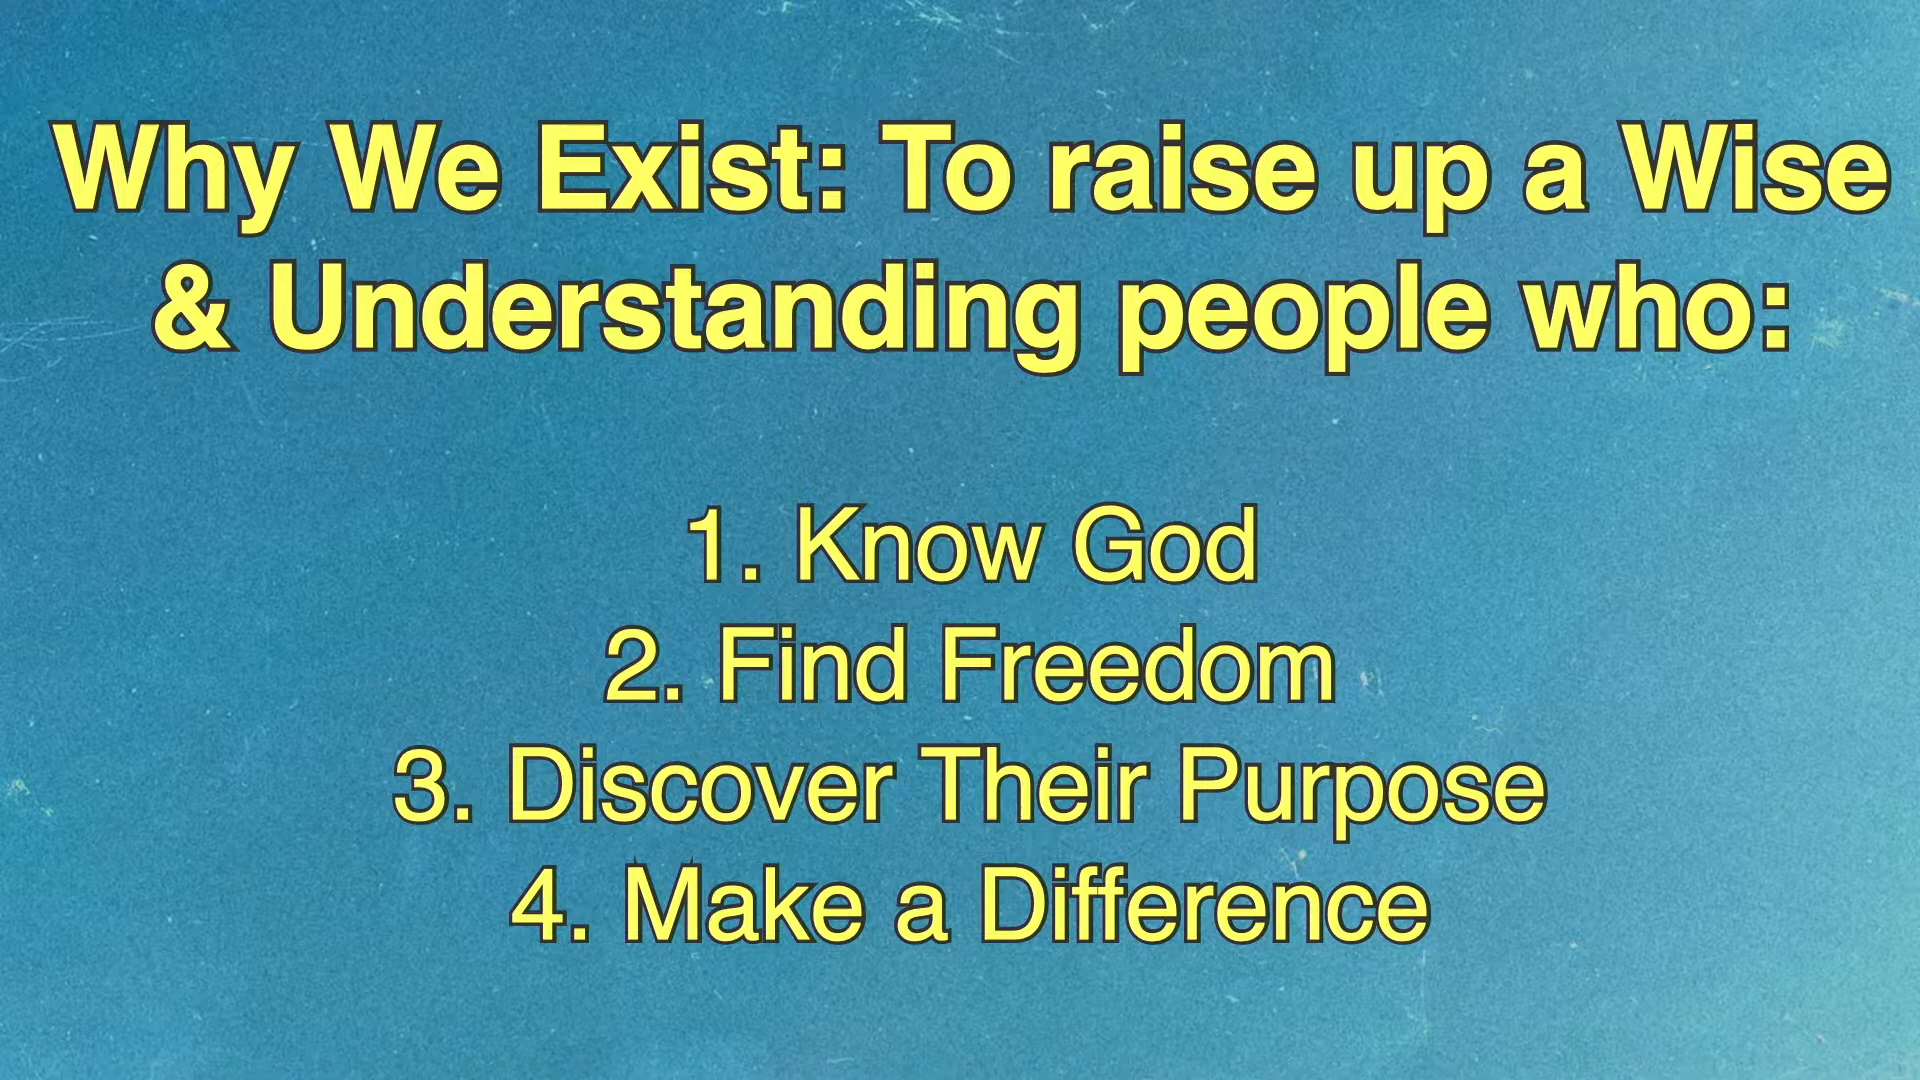 Why We Exist: To raise up a Wise
& Understanding people who:
1. Know God
2. Find Freedom
3. Discover Their Purpose
4. Make a Difference